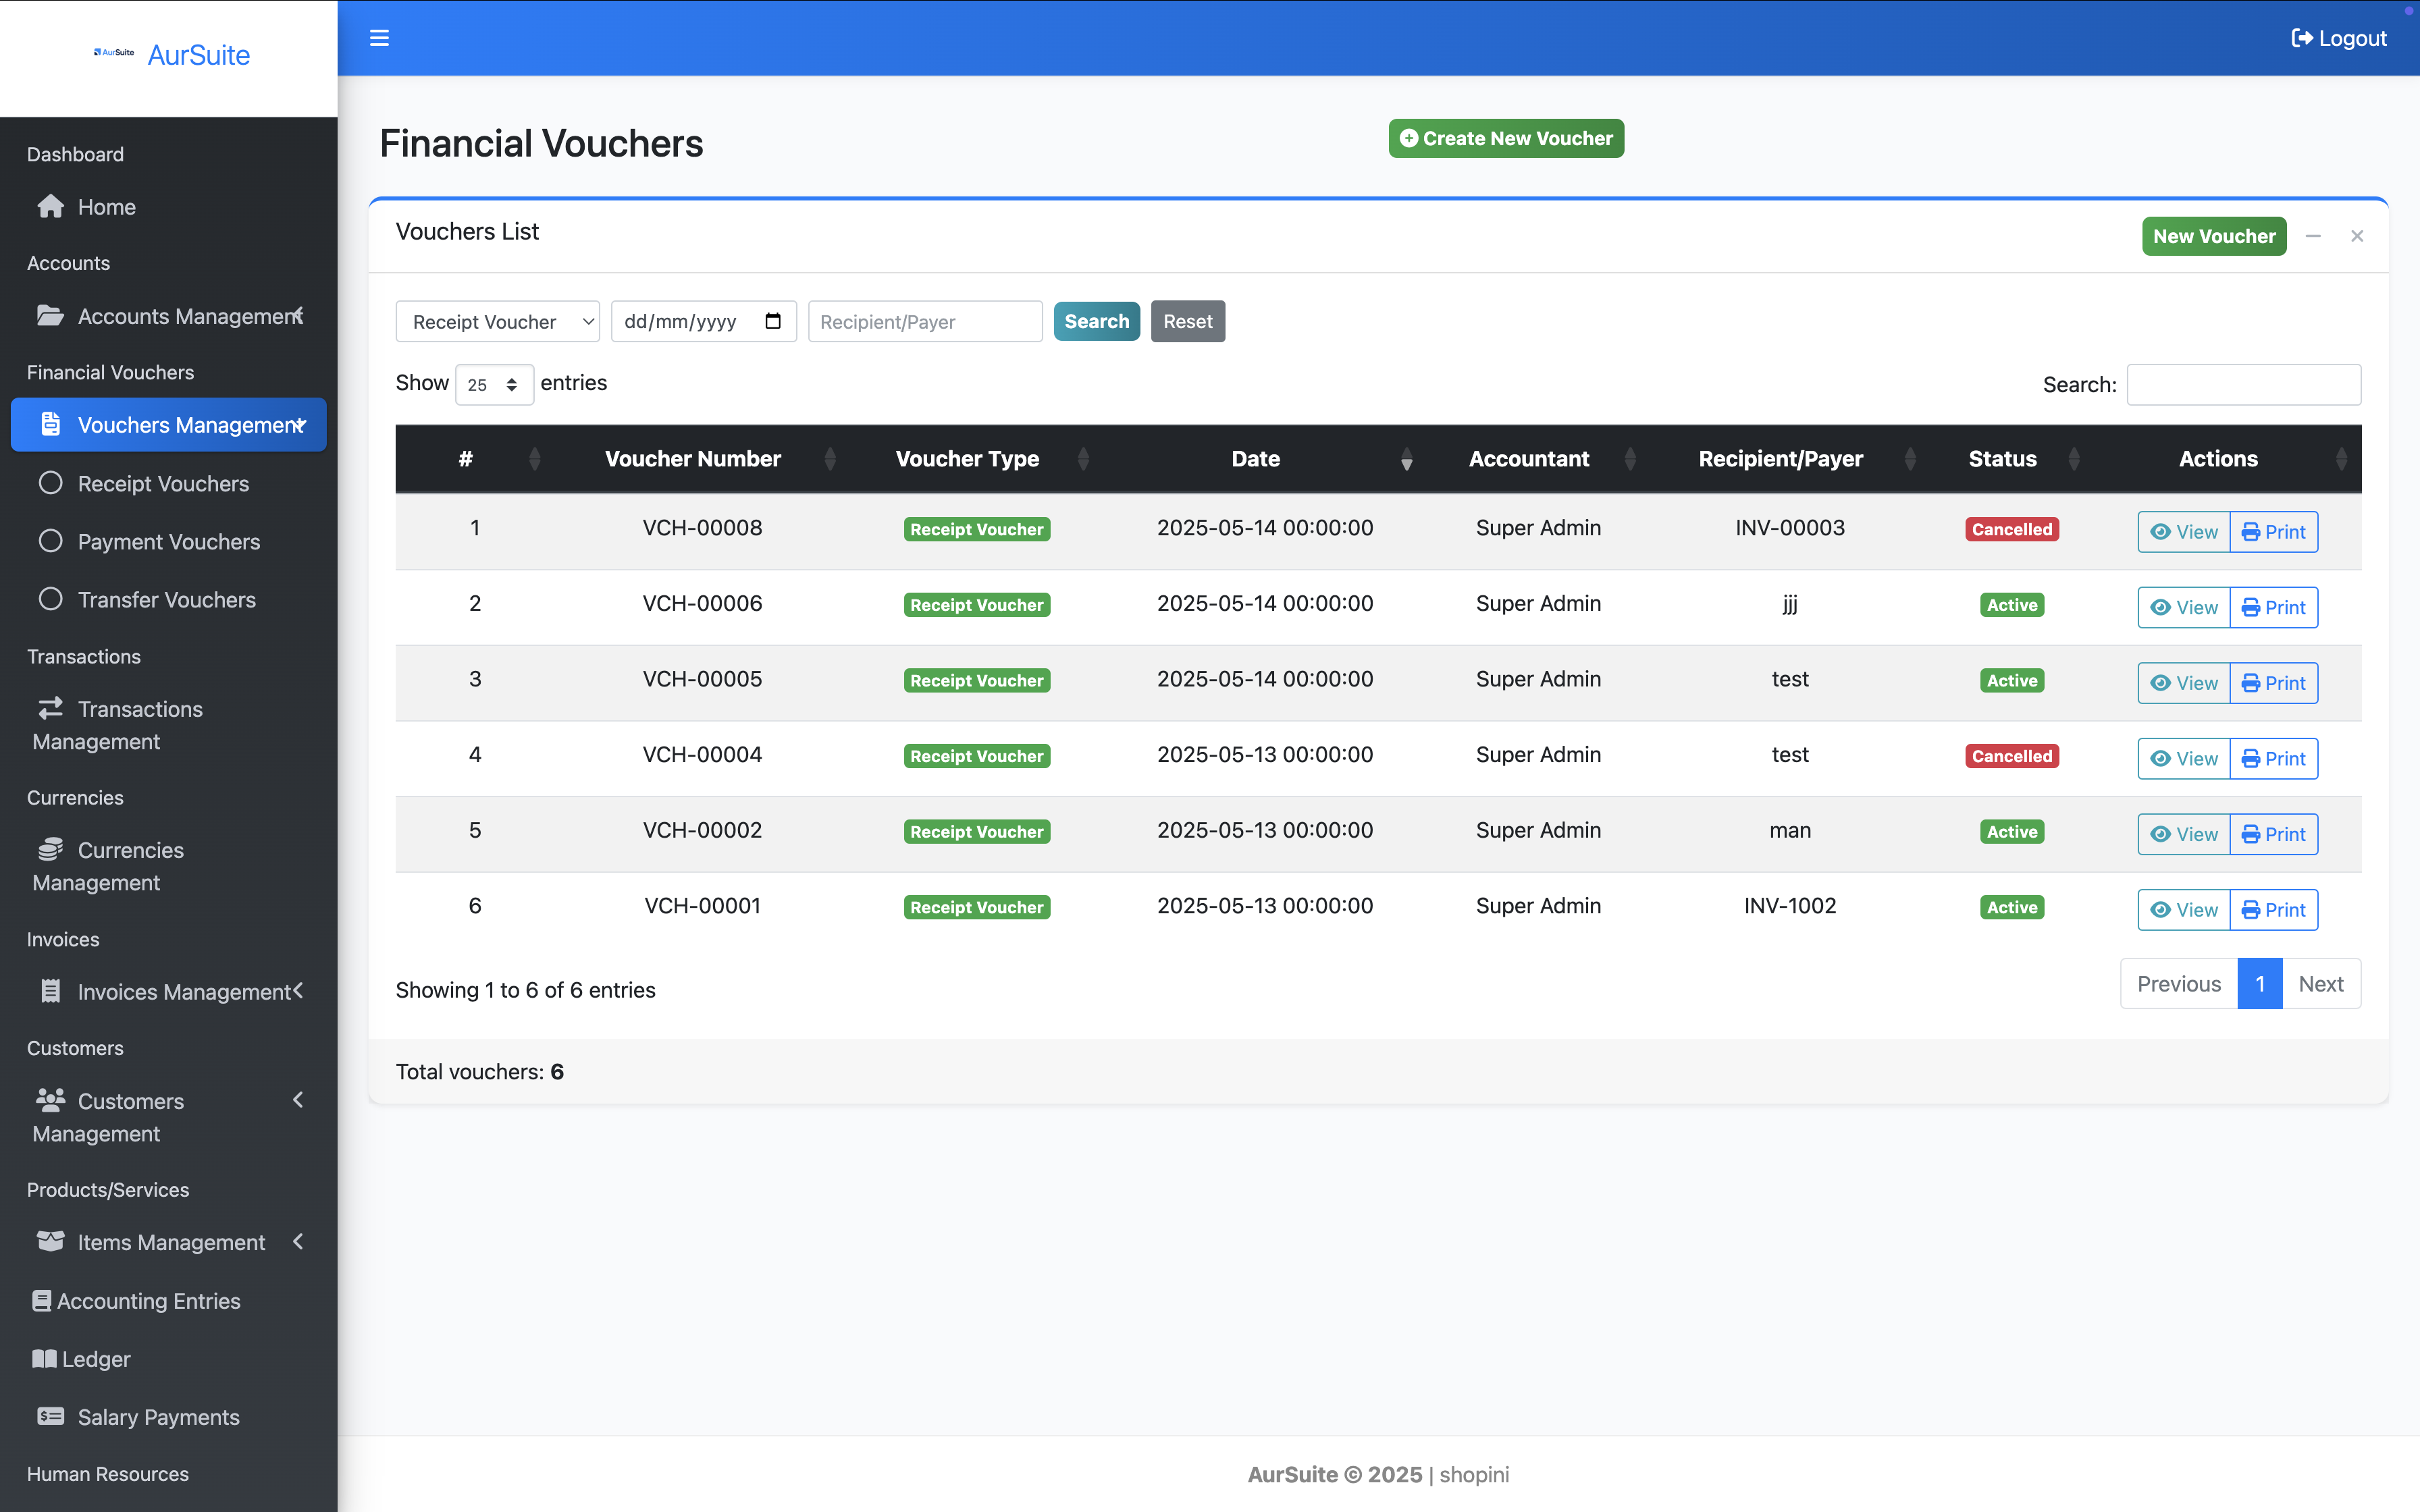 AurSuite AurSuite
Logout
Dashboard
Home
Accounts
Accounts Management
Financial Vouchers
Vouchers Management
Receipt Vouchers
Payment Vouchers
Transfer Vouchers
Transactions
Transactions
Management
Currencies
Currencies
Management
Invoices
Invoices Management
Customers
Customers
Management
Products/Services
Items Management
Accounting Entries
Ledger
Salary Payments
Human Resources
Financial Vouchers
Create New Voucher
Vouchers List
New Voucher
Receipt Voucher dd/mm/yyyy Recipient/Payer Search Reset
Show 25 entries
Search:
# Voucher Number Voucher Type Date Accountant Recipient/Payer Status Actions
1 VCH-00008 Receipt Voucher 2025-05-14 00:00:00 Super Admin INV-00003 Cancelled View Print
2 VCH-00006 Receipt Voucher 2025-05-14 00:00:00 Super Admin jjj Active View Print
3 VCH-00005 Receipt Voucher 2025-05-14 00:00:00 Super Admin test Active View Print
4 VCH-00004 Receipt Voucher 2025-05-13 00:00:00 Super Admin test Cancelled View Print
5 VCH-00002 Receipt Voucher 2025-05-13 00:00:00 Super Admin man Active View Print
6 VCH-00001 Receipt Voucher 2025-05-13 00:00:00 Super Admin INV-1002 Active View Print
Showing 1 to 6 of 6 entries
Previous 1 Next
Total vouchers: 6
AurSuite © 2025 | shopini